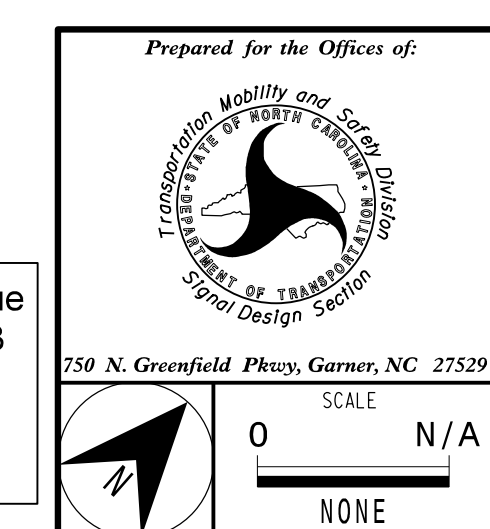 Prepared for the Offices of:
Transportation Mobility and Safety Division
STATE OF NORTH CAROLINA
DEPARTMENT OF TRANSPORTATION
Signal Design Section
750 N. Greenfield Pkwy, Garner, NC 27529
N
SCALE
0 N/A
NONE